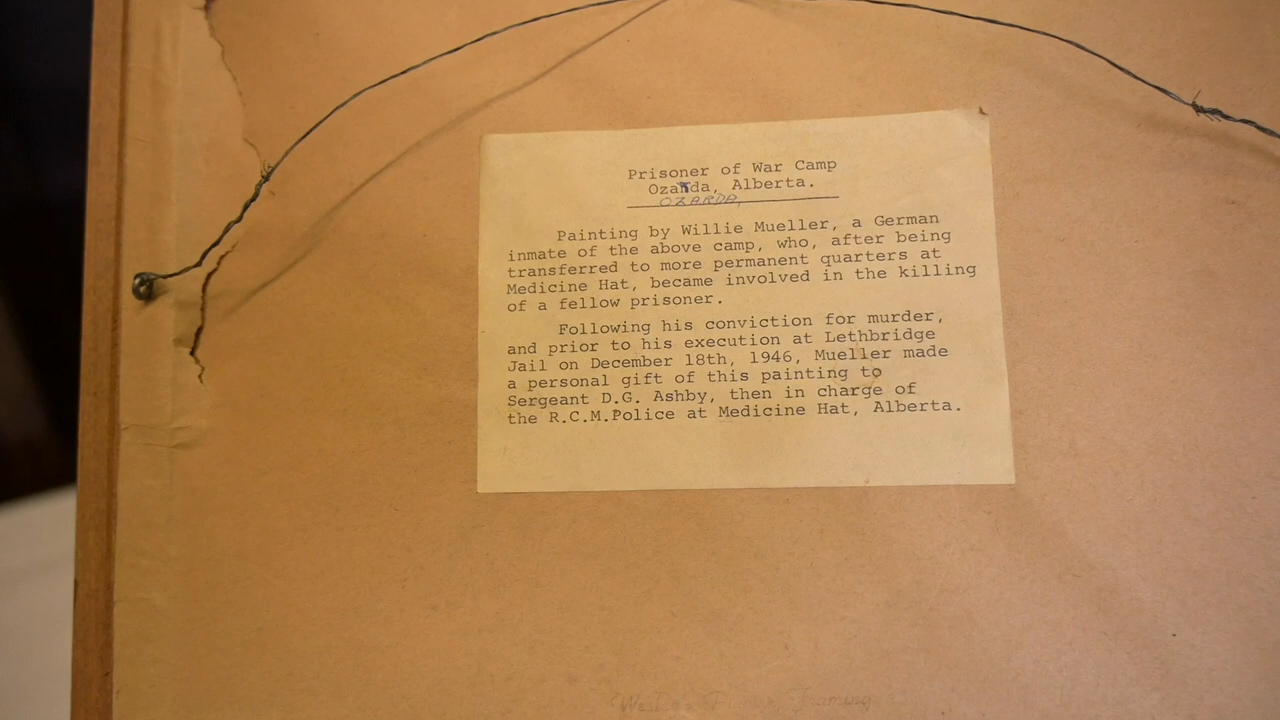 Prisoner of War Camp
Ozarda, Alberta.
OZARDA,
Painting by Willie Mueller, a German
inmate of the above camp, who, after being
transferred to more permanent quarters at
Medicine Hat, became involved in the killing
of a fellow prisoner.
Following his conviction for murder,
and prior to his execution at Lethbridge
Jail on December 18th, 1946, Mueller made
a personal gift of this painting to
Sergeant D.G. Ashby, then in charge of
the R.C.M.Police at Medicine Hat, Alberta.
Framing